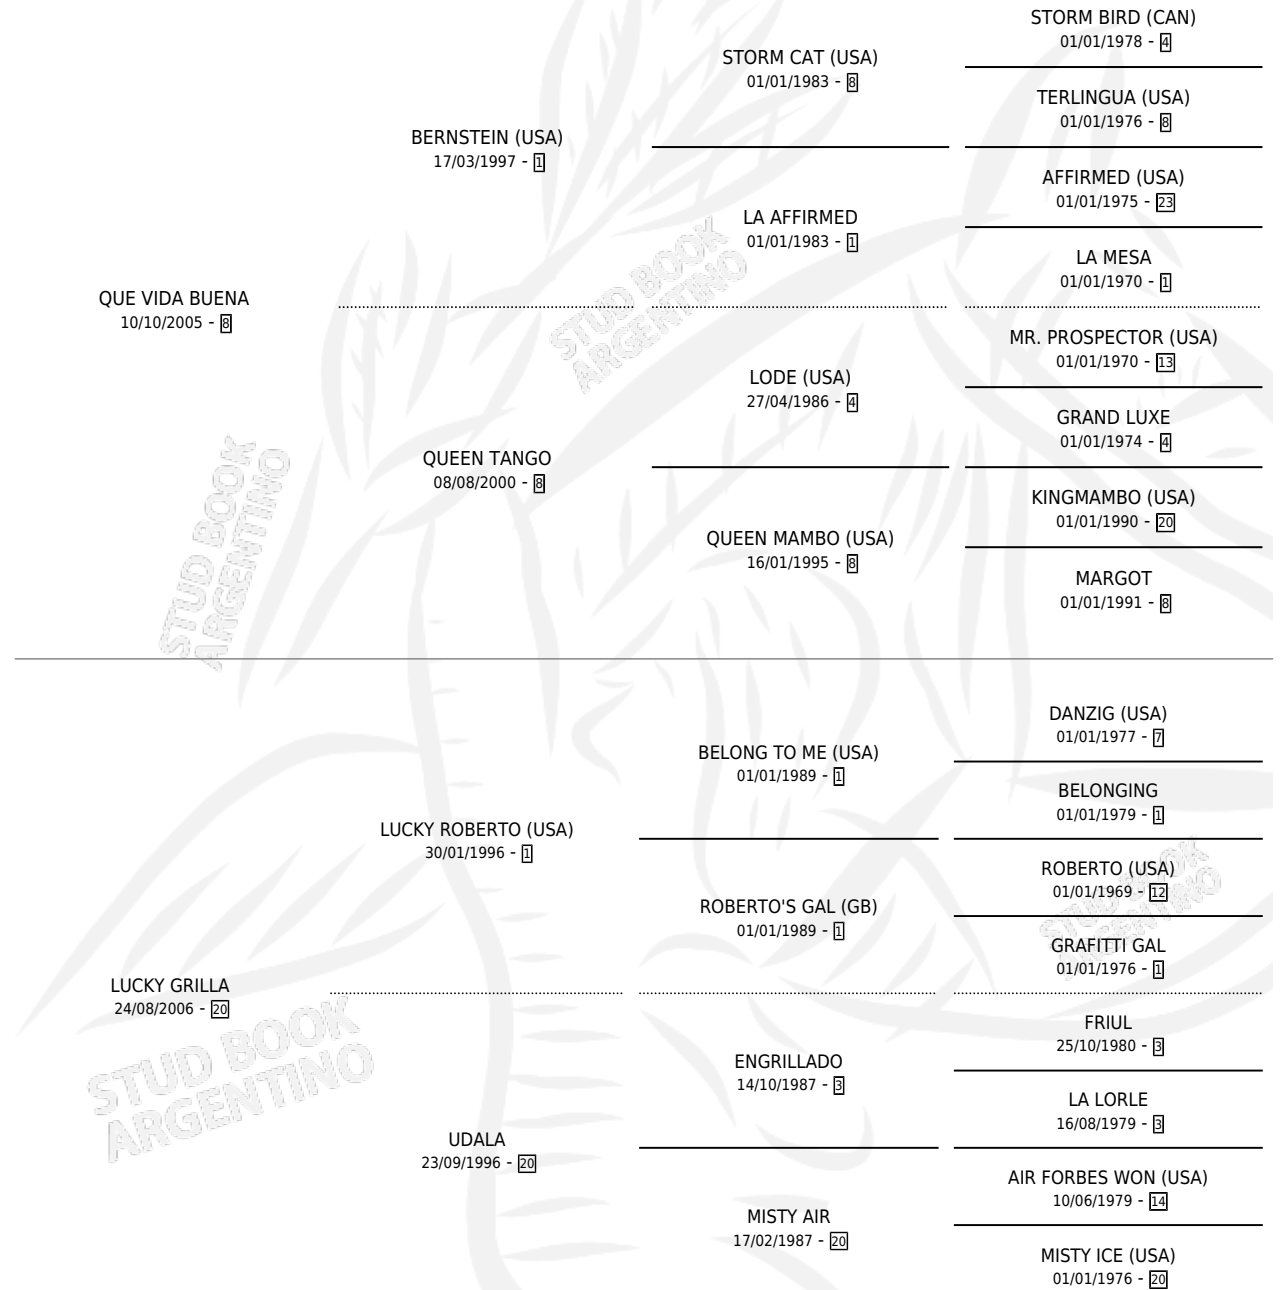 STORM BIRD (CAN)
01/01/1978 - 4
STORM CAT (USA)
01/01/1983 - 8
TERLINGUA (USA)
01/01/1976 - 8
BERNSTEIN (USA)
17/03/1997 - 1
AFFIRMED (USA)
01/01/1975 - 23
LA AFFIRMED
01/01/1983 - 1
LA MESA
01/01/1970 - 1
QUE VIDA BUENA
10/10/2005 - 8
MR. PROSPECTOR (USA)
01/01/1970 - 13
LODE (USA)
27/04/1986 - 4
GRAND LUXE
01/01/1974 - 4
QUEEN TANGO
08/08/2000 - 8
KINGMAMBO (USA)
01/01/1990 - 20
QUEEN MAMBO (USA)
16/01/1995 - 8
MARGOT
01/01/1991 - 8
STUD BOOK
ARGENTINO
STUD BOOK
ARGENTINO
DANZIG (USA)
01/01/1977 - 7
BELONG TO ME (USA)
01/01/1989 - 1
BELONGING
01/01/1979 - 1
LUCKY ROBERTO (USA)
30/01/1996 - 1
ROBERTO (USA)
01/01/1969 - 12
ROBERTO'S GAL (GB)
01/01/1989 - 1
GRAFITTI GAL
01/01/1976 - 1
LUCKY GRILLA
24/08/2006 - 20
FRIUL
25/10/1980 - 3
ENGRILLADO
14/10/1987 - 3
LA LORLE
16/08/1979 - 3
UDALA
23/09/1996 - 20
AIR FORBES WON (USA)
10/06/1979 - 14
MISTY AIR
17/02/1987 - 20
MISTY ICE (USA)
01/01/1976 - 20
STUD BOOK
ARGENTINO
STUD BOOK
ARGENTINO